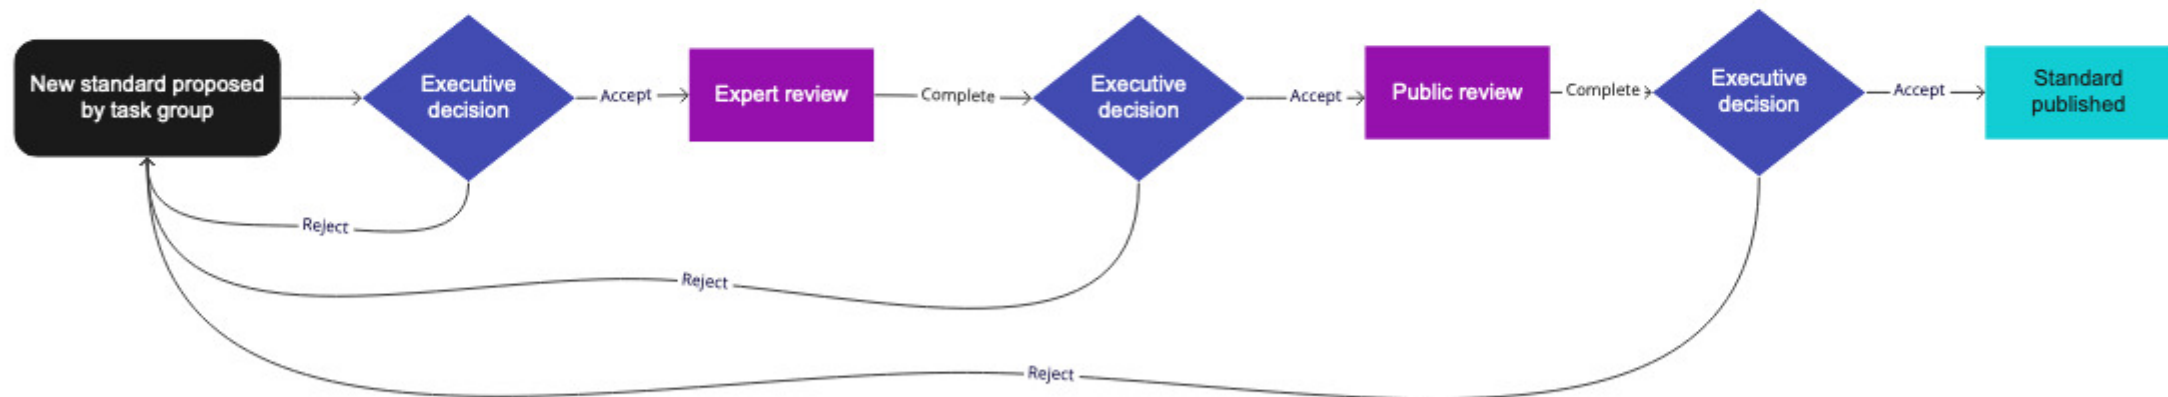 New standard proposed
by task group
Executive
decision
Accept
Expert review
Complete
Executive
decision
Accept
Public review
Complete
Executive
decision
Accept
Standard
published
Reject
Reject
Reject